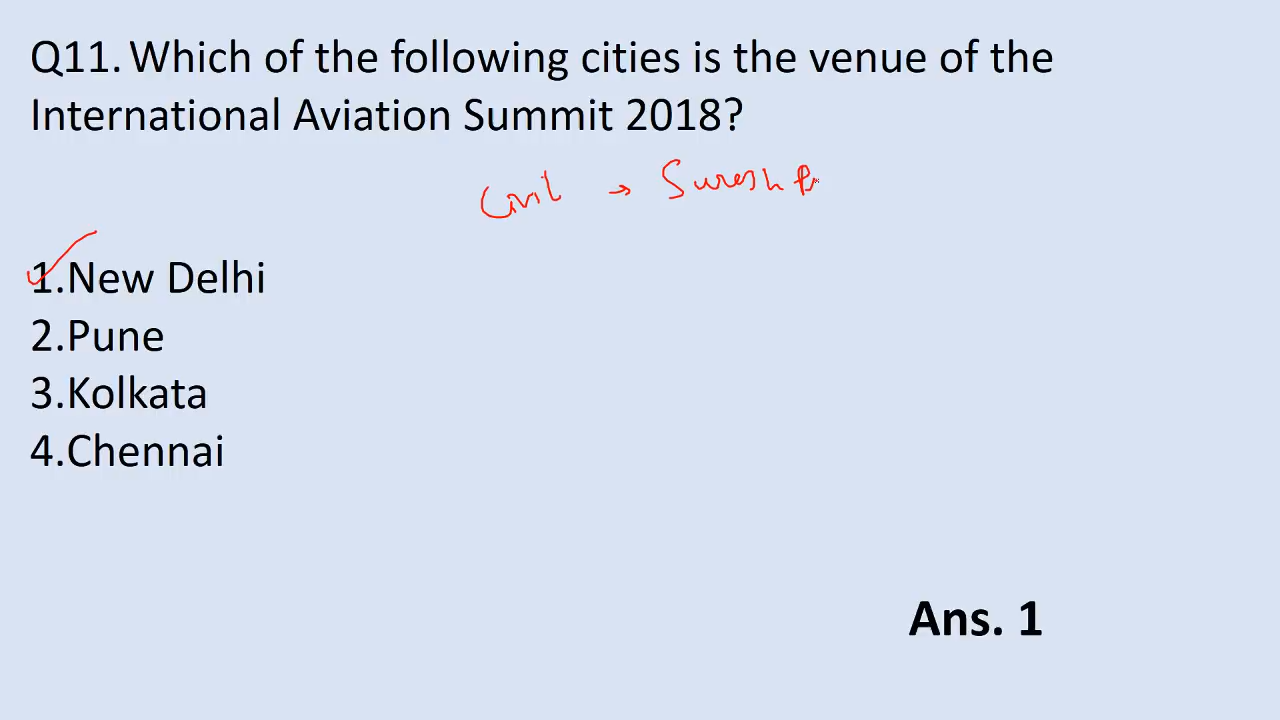 Q11. Which of the following cities is the venue of the
International Aviation Summit 2018?
Civil → Suresh Pr
1.New Delhi
2.Pune
3.Kolkata
4.Chennai
Ans. 1